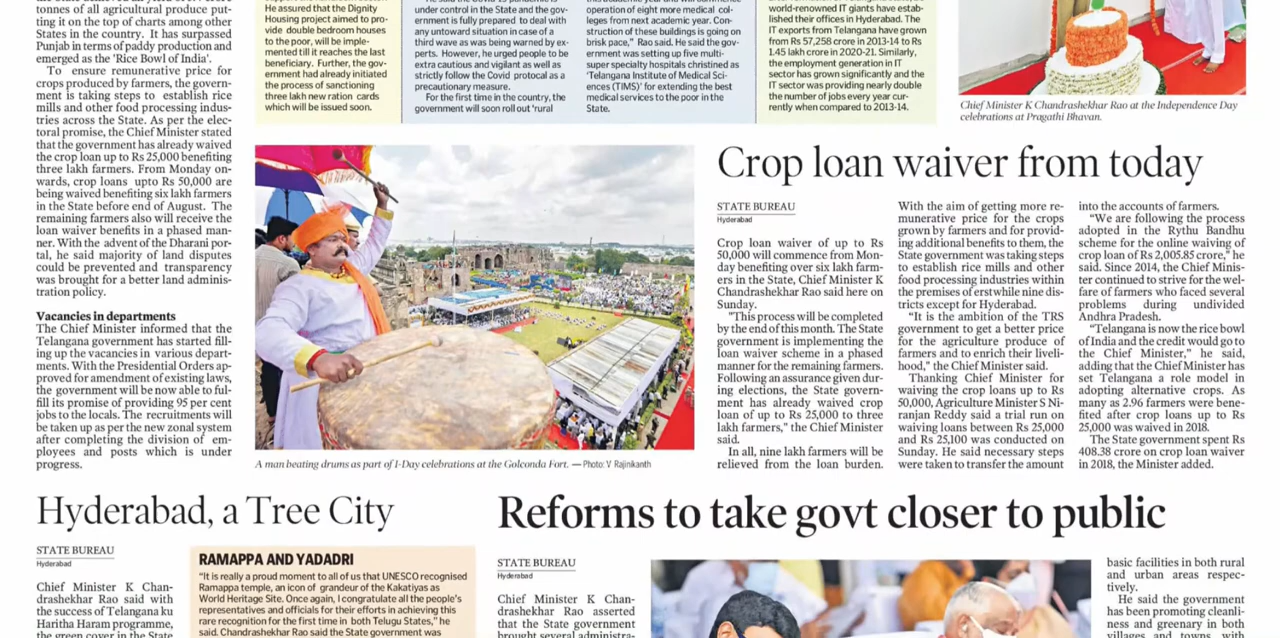 tonnes of all agricultural produce put-
ting it on top of charts among other
States in the country. It has surpassed
Punjab in terms of paddy production and
emerged as the 'Rice Bowl of India'.
To ensure remunerative price for
crops produced by farmers, the govern-
ment is taking steps to establish rice
mills and other food processing indus-
tries across the State. As per the elec-
toral promise, the Chief Minister stated
that the government has already waived
the crop loan up to Rs 25,000 benefiting
three lakh farmers. From Monday on-
wards, crop loans upto Rs 50,000 are
being waived benefiting six lakh farmers
in the State before end of August. The
remaining farmers also will receive the
loan waiver benefits in a phased man-
ner. With the advent of the Dharani por-
tal, he said majority of land disputes
could be prevented and transparency
was brought for a better land adminis-
tration policy.
Vacancies in departments
The Chief Minister informed that the
Telangana government has started fill-
ing up the vacancies in various depart-
ments. With the Presidential Orders ap-
proved for amendment of existing laws,
the government will be now able to ful-
fill its promise of providing 95 per cent
jobs to the locals. The recruitments will
be taken up as per the new zonal system
after completing the division of em-
ployees and posts which is under
progress.
He assured that the Dignity
Housing project aimed to pro-
vide double bedroom houses
to the poor, will be imple-
mented till it reaches the last
beneficiary. Further, the gov-
ernment had already initiated
the process of sanctioning
three lakh new ration cards
which will be issued soon.
under control in the State and the gov-
ernment is fully prepared to deal with
any untoward situation in case of a
third wave as was being warned by ex-
perts. However, he urged people to be
extra cautious and vigilant as well as
strictly follow the Covid protocal as a
precautionary measure.
For the first time in the country, the
government will soon roll out 'rural
operation of eight more medical col-
leges from next academic year. Con-
struction of these buildings is going on
brisk pace," Rao said. He said the gov-
ernment was setting up five multi-
super specialty hospitals christined as
'Telangana Institute of Medical Sci-
ences (TIMS)' for extending the best
medical services to the poor in the
State.
world-renowned IT giants have estab-
lished their offices in Hyderabad. The
IT exports from Telangana have grown
from Rs 57,258 crore in 2013-14 to Rs
1.45 lakh crore in 2020-21. Similarly,
the employment generation in IT
sector has grown significantly and the
IT sector was providing nearly double
the number of jobs every year cur-
rently when compared to 2013-14.
Chief Minister K Chandrashekhar Rao at the Independence Day
celebrations at Pragathi Bhavan.
A man beating drums as part of I-Day celebrations at the Golconda Fort. — Photo: V Rajinikanth
Crop loan waiver from today
STATE BUREAU
Hyderabad
Crop loan waiver of up to Rs
50,000 will commence from Mon-
day benefiting over six lakh farm-
ers in the State, Chief Minister K
Chandrashekar Rao said here on
Sunday.
"This process will be completed
by the end of this month. The State
government is implementing the
loan waiver scheme in a phased
manner for the remaining farmers.
Following an assurance given dur-
ing elections, the State govern-
ment has already waived crop
loan of up to Rs 25,000 to three
lakh farmers," the Chief Minister
said.
In all, nine lakh farmers will be
relieved from the loan burden.
With the aim of getting more re-
munerative price for the crops
grown by farmers and for provid-
ing additional benefits to them, the
State government was taking steps
to establish rice mills and other
food processing industries within
the premises of erstwhile nine dis-
tricts except for Hyderabad.
"It is the ambition of the TRS
government to get a better price
for the agriculture produce of
farmers and to enrich their liveli-
hood," the Chief Minister said.
Thanking Chief Minister for
waiving the crop loans up to Rs
50,000, Agriculture Minister S Ni-
ranjan Reddy said a trial run on
waiving loans between Rs 25,000
and Rs 25,100 was conducted on
Sunday. He said necessary steps
were taken to transfer the amount
into the accounts of farmers.
"We are following the process
adopted in the Rythu Bandhu
scheme for the online waiving of
crop loan of Rs 2,005.85 crore," he
said. Since 2014, the Chief Minis-
ter continued to strive for the wel-
fare of farmers who faced several
problems during undivided
Andhra Pradesh.
"Telangana is now the rice bowl
of India and the credit would go to
the Chief Minister," he said,
adding that the Chief Minister has
set Telangana a role model in
adopting alternative crops. As
many as 2.96 farmers were bene-
fited after crop loans up to Rs
25,000 was waived in 2018.
The State government spent Rs
408.38 crore on crop loan waiver
in 2018, the Minister added.
Hyderabad, a Tree City
STATE BUREAU
Hyderabad
Chief Minister K Chan-
drashekar Rao said with
the success of Telangana ku
Haritha Haram programme,
the green cover in the State
RAMAPPA AND YADADRI
"It is really a proud moment to all of us that UNESCO recognised
Ramappa temple, an icon of grandeur of the Kakatiyas as
World Heritage Site. Once again, I congratulate all the people's
representatives and officials for their efforts in achieving this
rare recognition for the first time in both Telugu States," he
said. Chandrashekar Rao said the State government was
Reforms to take govt closer to public
STATE BUREAU
Hyderabad
Chief Minister K Chan-
drashekar Rao asserted
that the State government
brought several administra-
basic facilities in both rural
and urban areas respec-
tively.
He said the government
has been promoting cleanli-
ness and greenary in both
villages and towns with